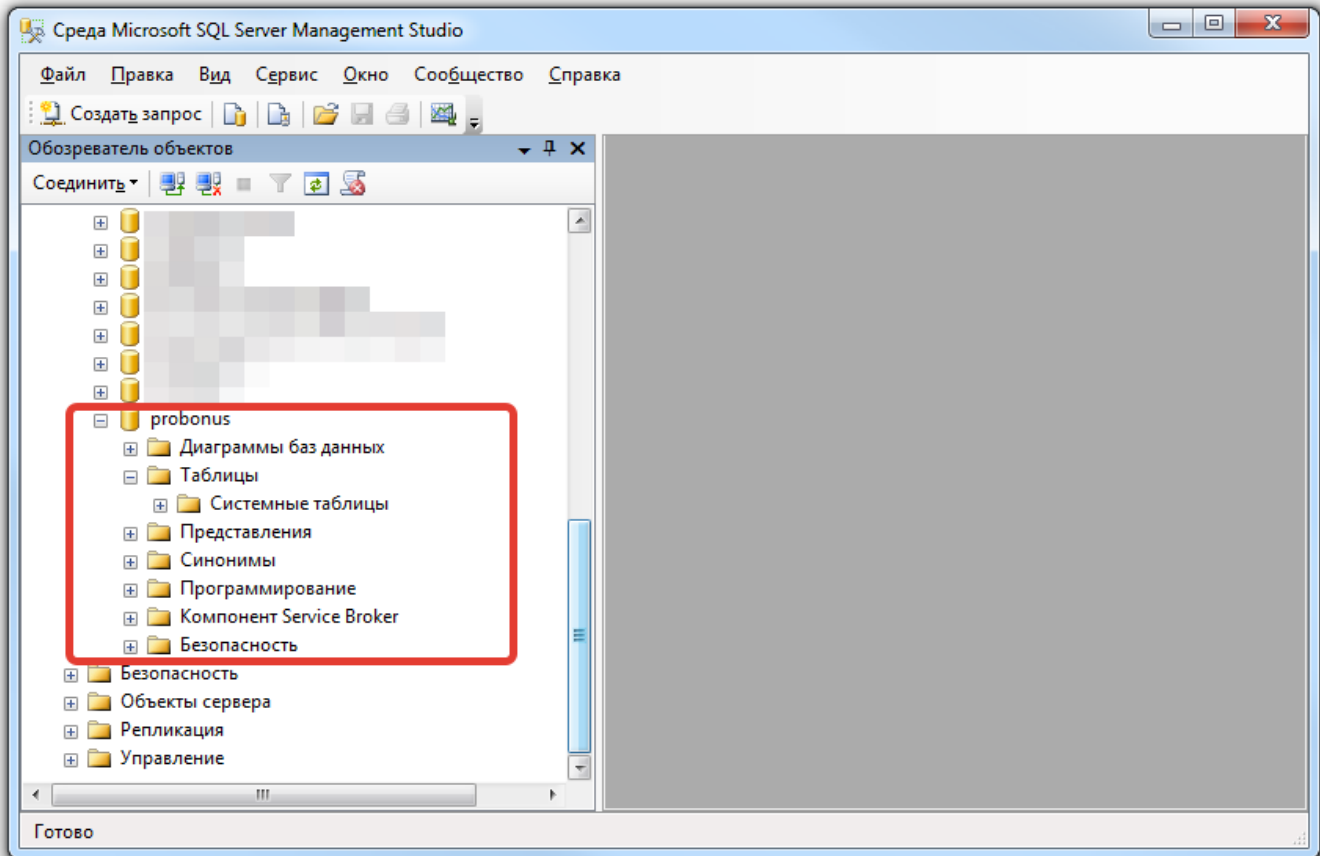 Среда Microsoft SQL Server Management Studio
Файл Правка Вид Сервис Окно Сообщество Справка
Создать запрос
Обозреватель объектов
Соединить
probonus
Диаграммы баз данных
Таблицы
Системные таблицы
Представления
Синонимы
Программирование
Компонент Service Broker
Безопасность
Безопасность
Объекты сервера
Репликация
Управление
Готово